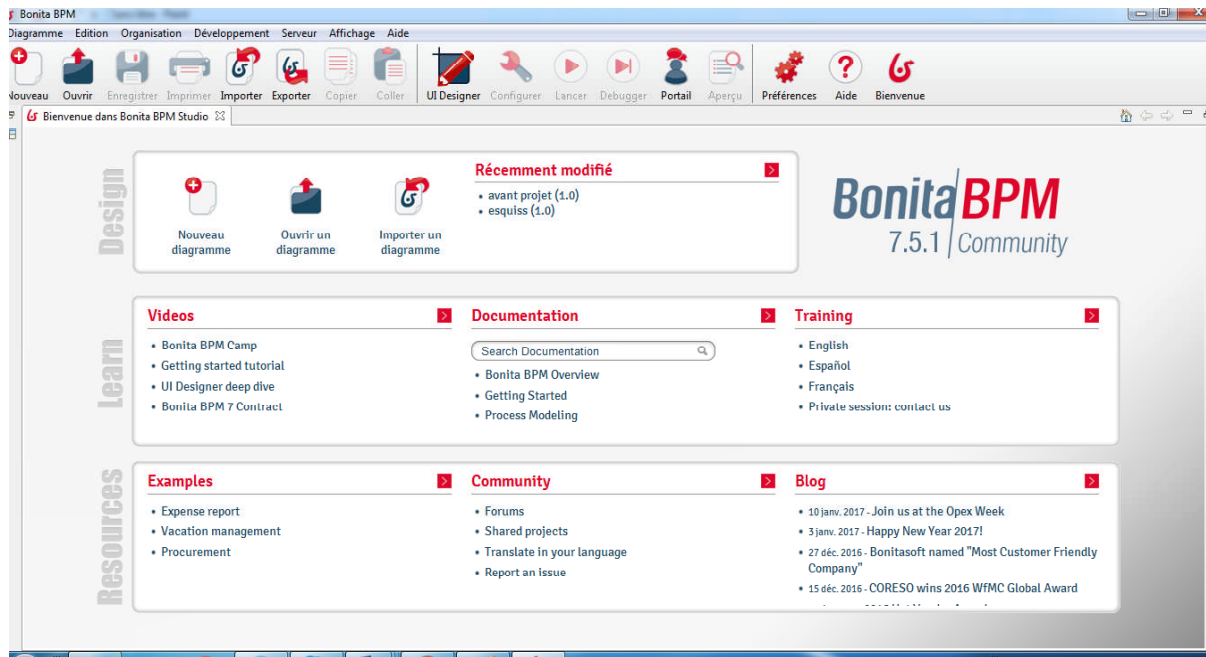 Bonita BPM
Diagramme Edition Organisation Développement Serveur Affichage Aide
Nouveau Ouvrir Enregistrer Imprimer Importer Exporter Copier Coller UI Designer Configurer Lancer Debugger Portail Aperçu Préférences Aide Bienvenue
Bienvenue dans Bonita BPM Studio
Design
Nouveau
diagramme
Ouvrir un
diagramme
Importer un
diagramme
Récemment modifié
• avant projet (1.0)
• esquiss (1.0)
BonitaBPM
7.5.1 Community
Learn
Videos
• Bonita BPM Camp
• Getting started tutorial
• UI Designer deep dive
• Bonita BPM 7 Contract
Documentation
Search Documentation
• Bonita BPM Overview
• Getting Started
• Process Modeling
Training
• English
• Español
• Français
• Private session: contact us
Resources
Examples
• Expense report
• Vacation management
• Procurement
Community
• Forums
• Shared projects
• Translate in your language
• Report an issue
Blog
• 10 janv. 2017 - Join us at the Opex Week
• 3 janv. 2017 - Happy New Year 2017!
• 27 déc. 2016 - Bonitasoft named "Most Customer Friendly
Company"
• 15 déc. 2016 - CORESO wins 2016 WfMC Global Award